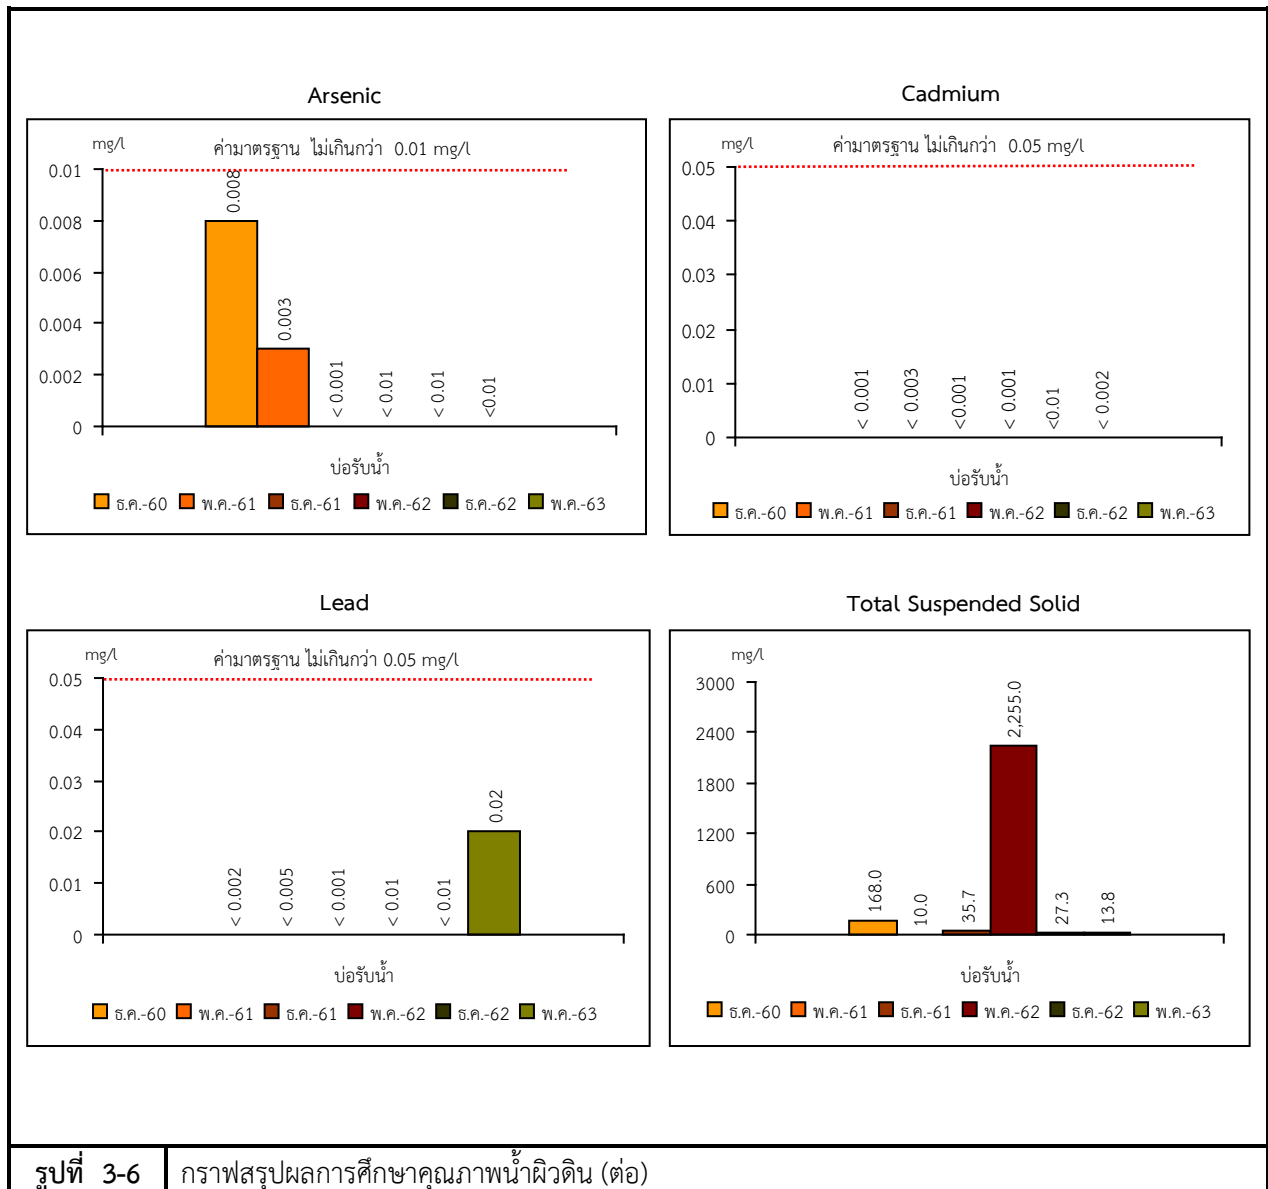 Arsenic
mg/l
ค่ามาตรฐาน ไม่เกินกว่า 0.01 mg/l
0.01
0.008
0.006
0.004
0.002
0
0.008
0.003
< 0.001
< 0.01
< 0.01
<0.01
บ่อรับน้ำ
ธ.ค.-60 พ.ค.-61 ธ.ค.-61 พ.ค.-62 ธ.ค.-62 พ.ค.-63
Cadmium
mg/l
ค่ามาตรฐาน ไม่เกินกว่า 0.05 mg/l
0.05
0.04
0.03
0.02
0.01
0
< 0.001
< 0.003
<0.001
< 0.001
<0.01
< 0.002
บ่อรับน้ำ
ธ.ค.-60 พ.ค.-61 ธ.ค.-61 พ.ค.-62 ธ.ค.-62 พ.ค.-63
Lead
mg/l
ค่ามาตรฐาน ไม่เกินกว่า 0.05 mg/l
0.05
0.04
0.03
0.02
0.01
0
< 0.002
< 0.005
< 0.001
< 0.01
< 0.01
0.02
บ่อรับน้ำ
ธ.ค.-60 พ.ค.-61 ธ.ค.-61 พ.ค.-62 ธ.ค.-62 พ.ค.-63
Total Suspended Solid
mg/l
3000
2400
1800
1200
600
0
168.0
10.0
35.7
2,255.0
27.3
13.8
บ่อรับน้ำ
ธ.ค.-60 พ.ค.-61 ธ.ค.-61 พ.ค.-62 ธ.ค.-62 พ.ค.-63
รูปที่ 3-6 กราฟสรุปผลการศึกษาคุณภาพน้ำผิวดิน (ต่อ)